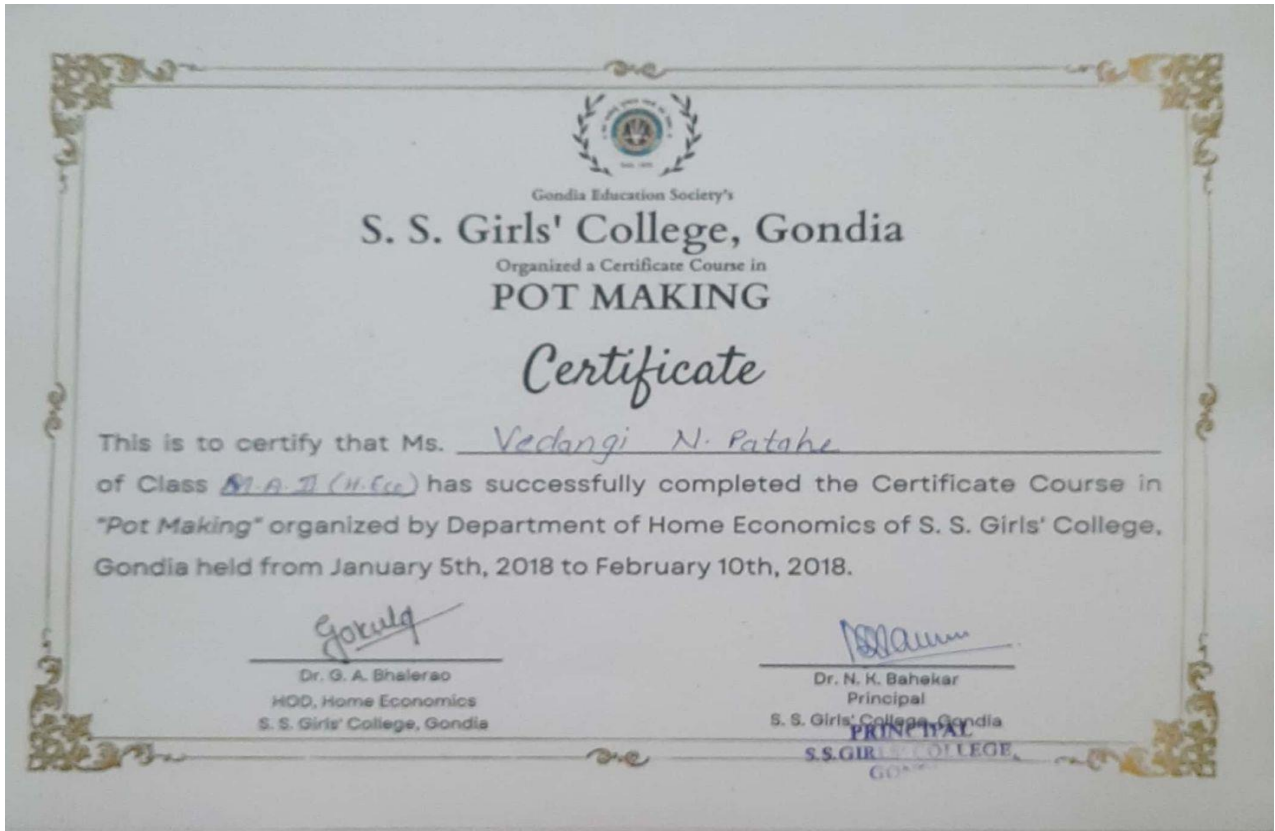 Gondia Education Society's
S. S. Girls' College, Gondia
Organized a Certificate Course in
POT MAKING
Certificate
This is to certify that Ms. Vedangi N. Patahe
of Class M.A. II (H.Eco) has successfully completed the Certificate Course in
"Pot Making" organized by Department of Home Economics of S. S. Girls' College,
Gondia held from January 5th, 2018 to February 10th, 2018.
Gokulg
Dr. G. A. Bhalerao
HOD, Home Economics
S. S. Girls' College, Gondia
Dr. N. K. Bahekar
Principal
S. S. Girls' College, Gondia
PRINCIPAL
S.S.GIRLS' COLLEGE,